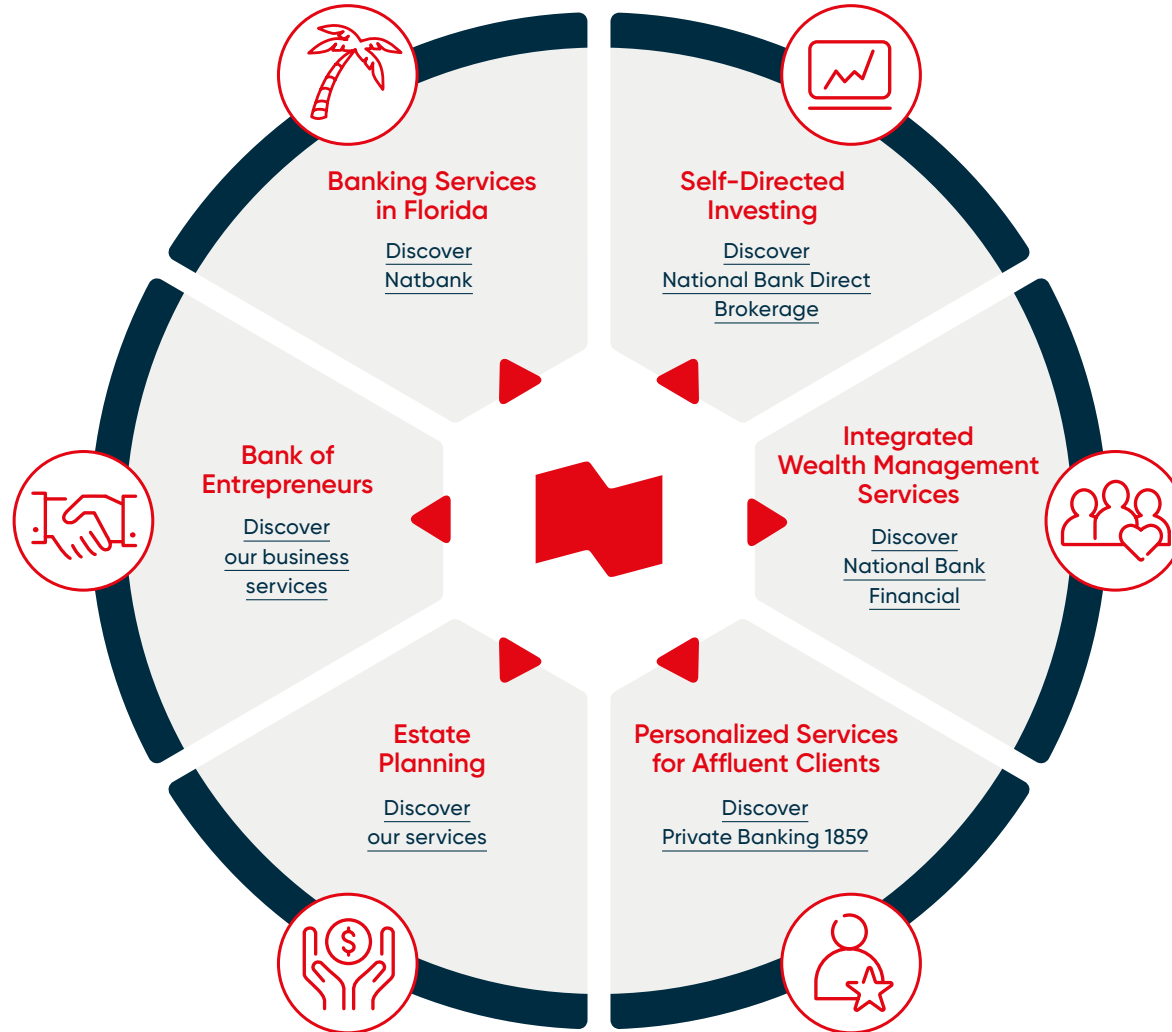 Banking Services
in Florida
Discover
Natbank
Self-Directed
Investing
Discover
National Bank Direct
Brokerage
Bank of
Entrepreneurs
Discover
our business
services
Integrated
Wealth Management
Services
Discover
National Bank
Financial
Estate
Planning
Discover
our services
Personalized Services
for Affluent Clients
Discover
Private Banking 1859
$